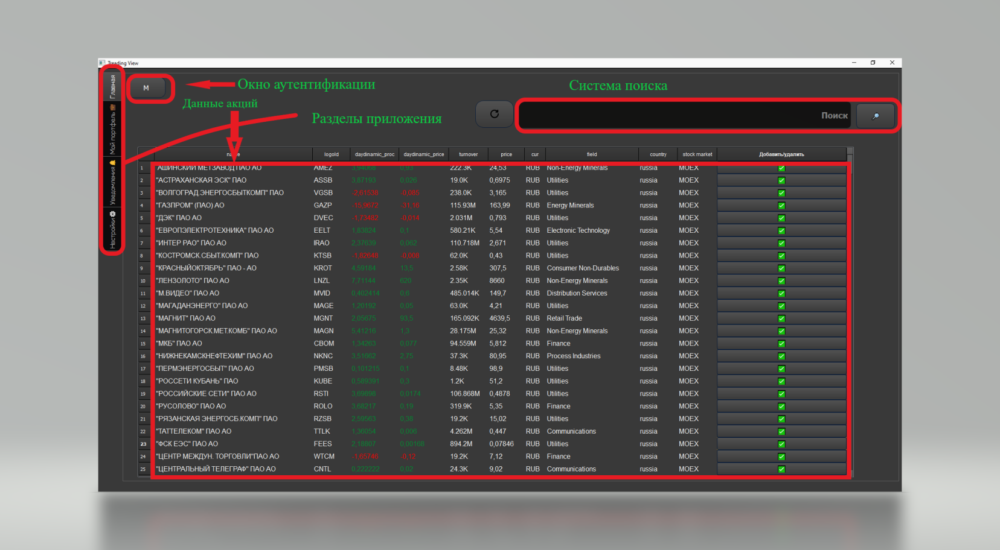 Treading View
Главная
Мой портфель
Уведомления
Настройки
M
Окно аутентификации
Данные акций
Разделы приложения
Система поиска
Поиск
logoId daydinamic_proc daydinamic_price turnover price cur field country stock market Добавить/удалить
1 "АШИНСКИЙ МЕТЗАВОД ПАО АО AMEZ 3,94068 0,93 222.3K 24,53 RUB Non-Energy Minerals russia MOEX
2 "АСТРАХАНСКАЯ ЭСК" ПАО ASSB 3,87193 0,026 19.0K 0,6975 RUB Utilities russia MOEX
3 "ВОЛГОГРАД.ЭНЕРГОСБЫТКОМП" ПАО VGSB -2,61538 -0,085 238.0K 3,165 RUB Utilities russia MOEX
4 "ГАЗПРОМ" (ПАО) АО GAZP -15,9672 -31,16 115.93M 163,99 RUB Energy Minerals russia MOEX
5 "ДЭК" ПАО АО DVEC -1,73482 -0,014 2.031M 0,793 RUB Utilities russia MOEX
6 "ЕВРОПЭЛЕКТРОТЕХНИКА" ПАО АО EELT 1,83824 0,1 580.21K 5,54 RUB Electronic Technology russia MOEX
7 "ИНТЕР РАО" ПАО АО IRAO 2,37639 0,062 110.718M 2,671 RUB Utilities russia MOEX
8 "КОСТРОМСК.СБЫТ.КОМП" ПАО KTSB -1,82648 -0,008 62.0K 0,43 RUB Utilities russia MOEX
9 "КРАСНЫЙОКТЯБРЬ" ПАО - АО KROT 4,59184 13,5 2.58K 307,5 RUB Consumer Non-Durables russia MOEX
10 "ЛЕНЗОЛОТО" ПАО АО LNZL 7,71144 620 2.35K 8660 RUB Non-Energy Minerals russia MOEX
11 "М.ВИДЕО" ПАО АО MVID 0,402414 0,6 485.014K 149,7 RUB Distribution Services russia MOEX
12 "МАГАДАНЭНЕРГО" ПАО АО MAGE 1,20192 0,05 63.0K 4,21 RUB Utilities russia MOEX
13 "МАГНИТ" ПАО АО MGNT 2,05675 93,5 165.092K 4639,5 RUB Retail Trade russia MOEX
14 "МАГНИТОГОРСК.МЕТ.КОМБ" ПАО АО MAGN 5,41216 1,3 28.175M 25,32 RUB Non-Energy Minerals russia MOEX
15 "МКБ" ПАО АО CBOM 1,34263 0,077 94.559M 5,812 RUB Finance russia MOEX
16 "НИЖНЕКАМСКНЕФТЕХИМ" ПАО АО NKNC 3,51662 2,75 37.3K 80,95 RUB Process Industries russia MOEX
17 "ПЕРМЭНЕРГОСБЫТ" ПАО АО PMSB 0,101215 0,1 8.48K 98,9 RUB Utilities russia MOEX
18 "РОССЕТИ КУБАНЬ" ПАО KUBE 0,589391 0,3 1.2K 51,2 RUB Utilities russia MOEX
19 "РОССИЙСКИЕ СЕТИ" ПАО АО RSTI 3,69898 0,0174 106.868M 0,4878 RUB Utilities russia MOEX
20 "РУСОЛОВО" ПАО АО ROLO 3,68217 0,19 319.9K 5,35 RUB Finance russia MOEX
21 "РЯЗАНСКАЯ ЭНЕРГОСБ.КОМП" ПАО RZSB 2,59563 0,38 19.2K 15,02 RUB Utilities russia MOEX
22 "ТАТТЕЛЕКОМ" ПАО АО TTLK 1,36054 0,006 4.262M 0,447 RUB Communications russia MOEX
23 "ФСК ЕЭС" ПАО АО FEES 2,18807 0,00168 894.2M 0,07846 RUB Utilities russia MOEX
24 "ЦЕНТР МЕЖДУН. ТОРГОВЛИ"ПАО АО WTCM -1,65746 -0,12 19.2K 7,12 RUB Finance russia MOEX
25 "ЦЕНТРАЛЬНЫЙ ТЕЛЕГРАФ" ПАО АО CNTL 0,222222 0,02 24.3K 9,02 RUB Communications russia MOEX